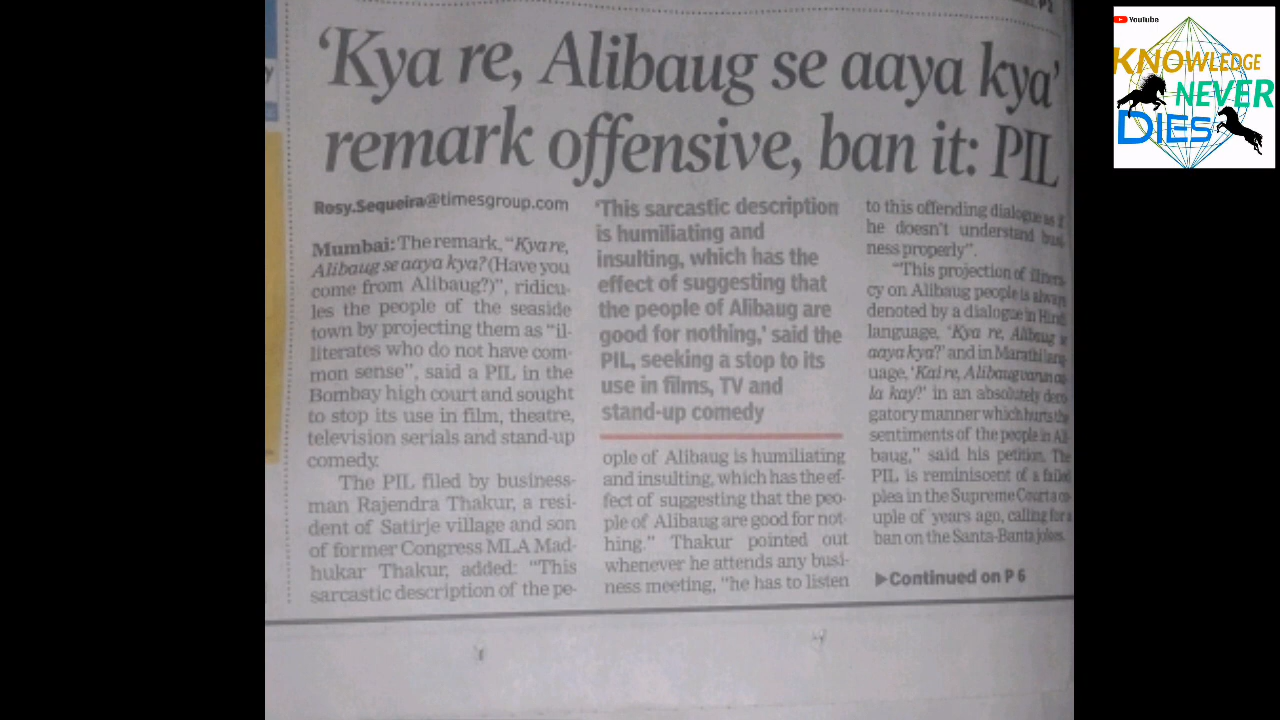 ‘Kya re, Alibaug se aaya kya’
remark offensive, ban it: PIL
Rosy.Sequeira@timesgroup.com
Mumbai: The remark, “Kya re,
Alibaug se aaya kya? (Have you
come from Alibaug?)”, ridicu-
les the people of the seaside
town by projecting them as “il-
literates who do not have com-
mon sense”, said a PIL in the
Bombay high court and sought
to stop its use in film, theatre,
television serials and stand-up
comedy.
The PIL filed by business-
man Rajendra Thakur, a resi-
dent of Satirje village and son
of former Congress MLA Mad-
hukar Thakur, added: “This
sarcastic description of the pe-
‘This sarcastic description
is humiliating and
insulting, which has the
effect of suggesting that
the people of Alibaug are
good for nothing,’ said the
PIL, seeking a stop to its
use in films, TV and
stand-up comedy
ople of Alibaug is humiliating
and insulting, which has the ef-
fect of suggesting that the peo-
ple of Alibaug are good for not-
hing.” Thakur pointed out
whenever he attends any busi-
ness meeting, “he has to listen
to this offending dialogue as if
he doesn’t understand busi-
ness properly”.
“This projection of illitera-
cy on Alibaug people is always
denoted by a dialogue in Hindi
language, ‘Kya re, Alibaug se
aaya kya?’ and in Marathi lang-
uage, ‘Kai re, Alibaug varun aa-
la kay?’ in an absolutely dero-
gatory manner which hurts the
sentiments of the people in Ali-
baug,” said his petition. The
PIL is reminiscent of a failed
plea in the Supreme Court a co-
uple of years ago, calling for a
ban on the Santa-Banta jokes.
▶Continued on P 6
YouTube
KNOWLEDGE
NEVER
DIES